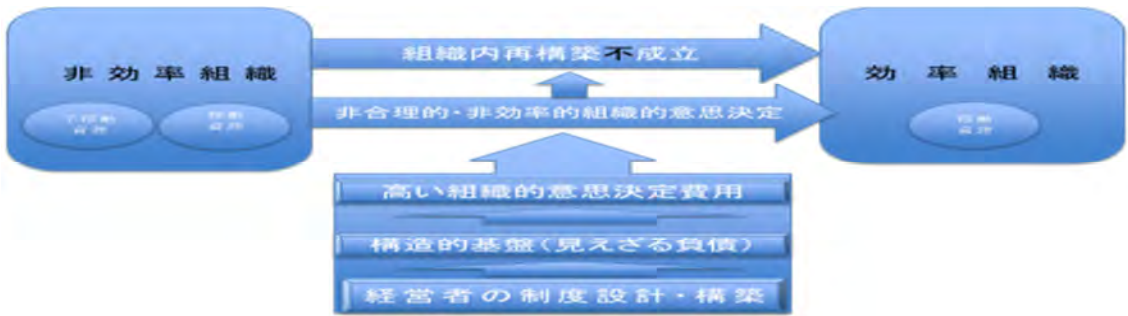 非効率組織
組織内再構築不成立
効率組織
非合理的・非効率的組織的意思決定
高い組織的意思決定費用
構造的基盤(見えざる負債)
経営者の制度設計・構築